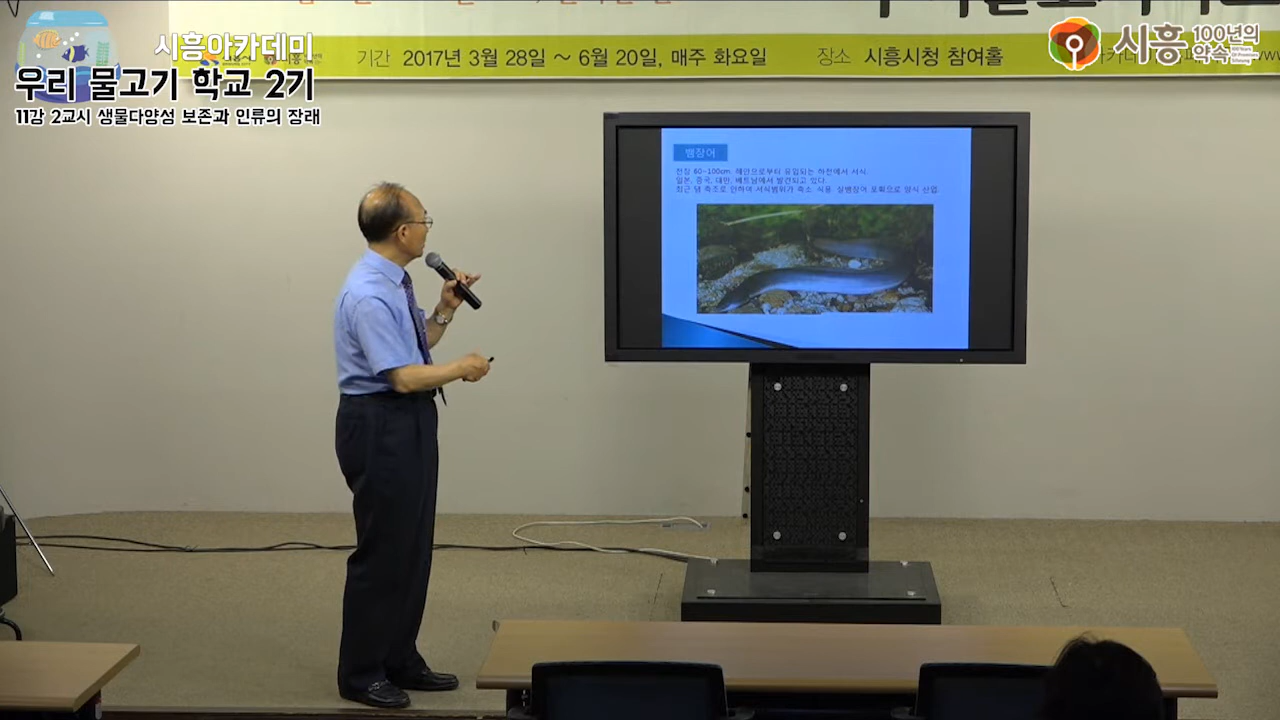 시흥아카데미
우리 물고기 학교 2기
11강 2교시 생물다양성 보존과 인류의 장래
기간 2017년 3월 28일 ~ 6월 20일, 매주 화요일 장소 시흥시청 참여홀
시흥 100년의 약속
뱀장어
전장 60~100cm. 해안으로부터 유입되는 하천에서 서식.
일본, 중국, 대만, 베트남에서 발견되고 있다.
최근 댐 축조로 인하여 서식범위가 축소. 식용. 실뱀장어 포획으로 양식 산업.